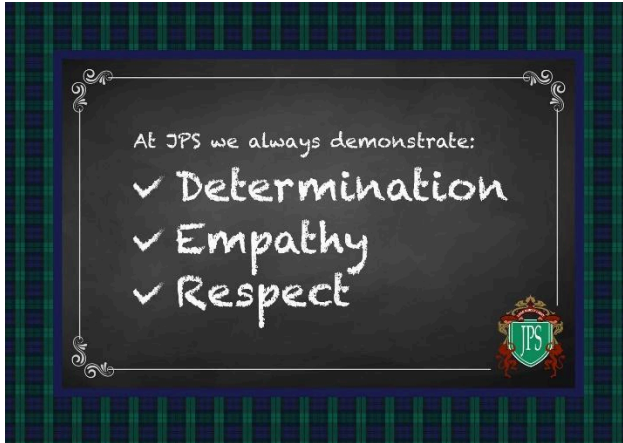 At JPS we always demonstrate:
✓ Determination
✓ Empathy
✓ Respect
JPS